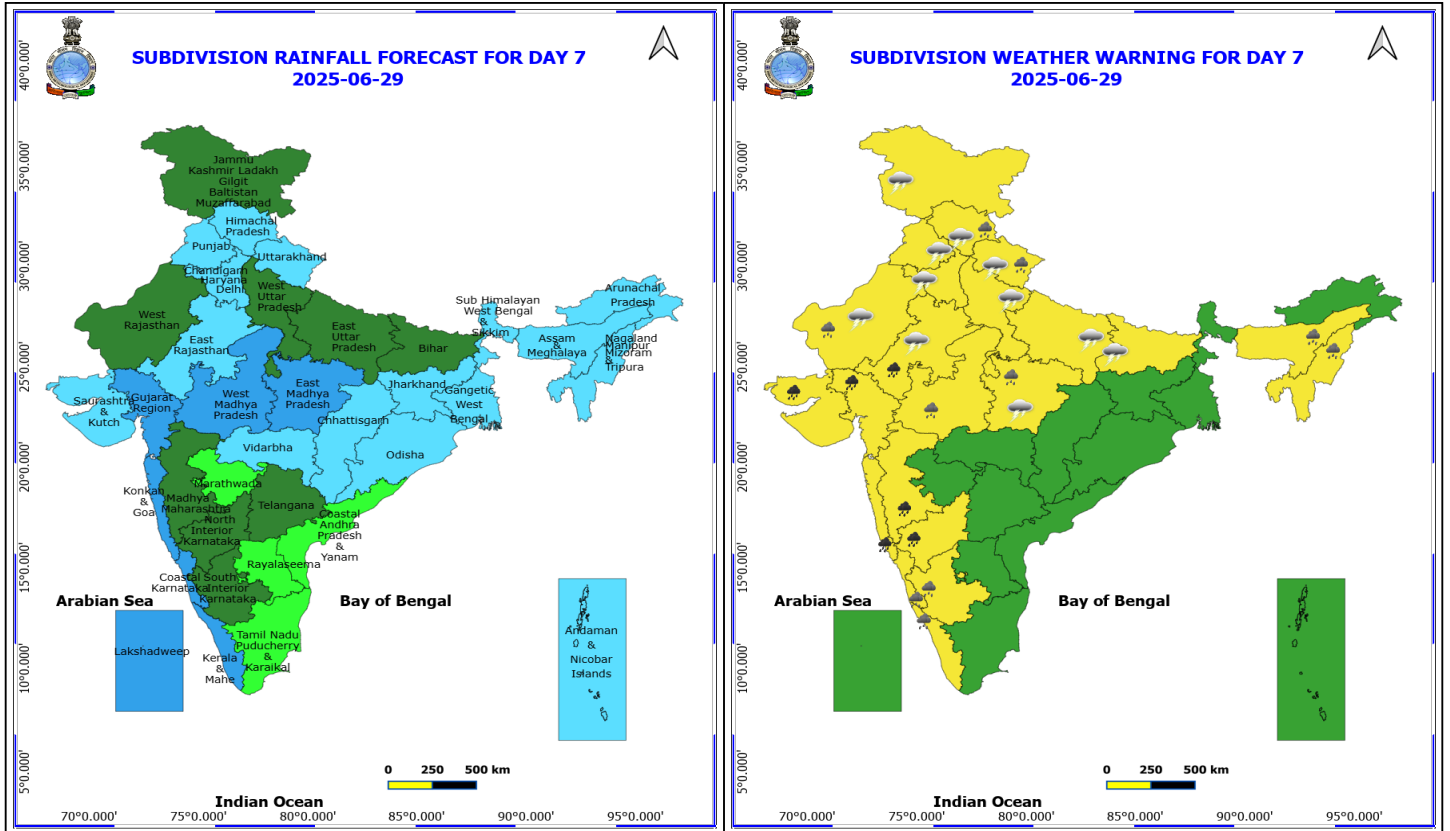 SUBDIVISION RAINFALL FORECAST FOR DAY 7
2025-06-29
40°0.000'
35°0.000'
30°0.000'
25°0.000'
20°0.000'
15°0.000'
10°0.000'
5°0.000'
Jammu
Kashmir Ladakh
Gilgit
Baltistan
Muzaffarabad
Himachal
Pradesh
Punjab
Uttarakhand
Chandigarh
Haryana
Delhi
West
Uttar
Pradesh
West
Rajasthan
East
Rajasthan
East
Uttar
Pradesh
Bihar
Sub Himalayan
West Bengal
&
Sikkim
Arunachal
Pradesh
Assam
&
Meghalaya
Nagaland
Manipur
Mizoram
&
Tripura
Saurashtra
&
Kutch
Gujarat
Region
West
Madhya
Pradesh
East
Madhya
Pradesh
Jharkhand
Gangetic
West
Bengal
Chhattisgarh
Odisha
Vidarbha
Marathwada
Konkan
&
Goa
Madhya
Maharashtra
North
Interior
Karnataka
Telangana
Coastal
Andhra
Pradesh
&
Yanam
Rayalaseema
Coastal
Karnataka
South
Interior
Karnataka
Tamil Nadu
Puducherry
&
Karaikal
Kerala
&
Mahe
Arabian Sea
Bay of Bengal
Lakshadweep
Andaman
&
Nicobar
Islands
0 250 500 km
Indian Ocean
70°0.000' 75°0.000' 80°0.000' 85°0.000' 90°0.000' 95°0.000'
SUBDIVISION WEATHER WARNING FOR DAY 7
2025-06-29
40°0.000'
35°0.000'
30°0.000'
25°0.000'
20°0.000'
15°0.000'
10°0.000'
5°0.000'
Arabian Sea
Bay of Bengal
0 250 500 km
Indian Ocean
70°0.000' 75°0.000' 80°0.000' 85°0.000' 90°0.000' 95°0.000'